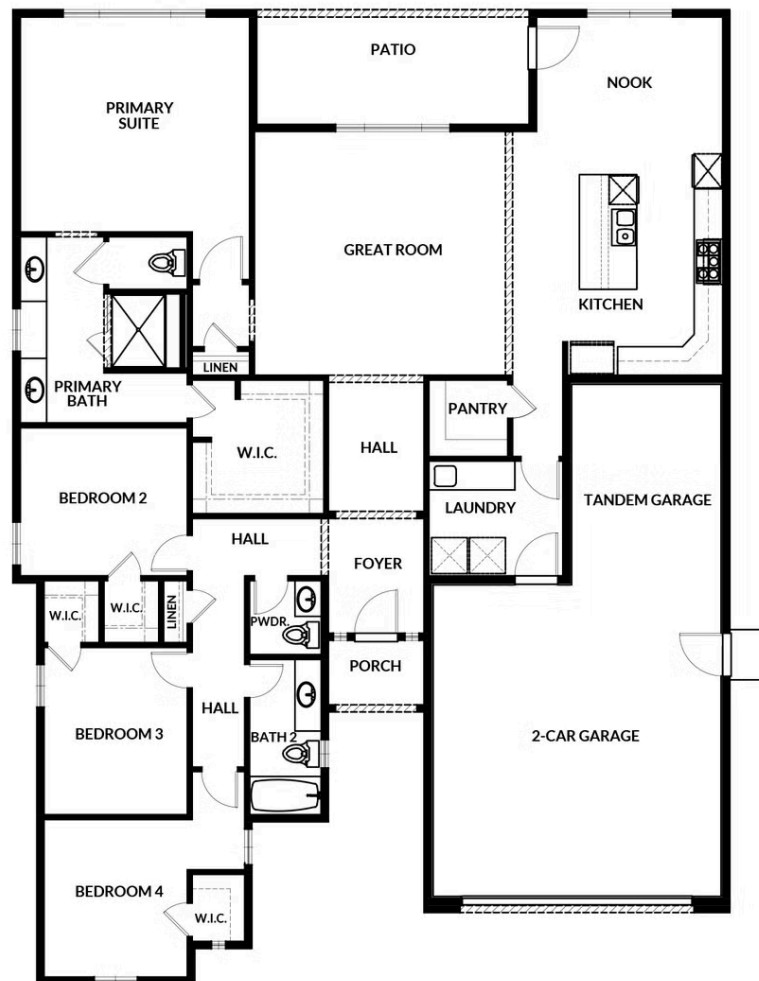 PATIO
NOOK
PRIMARY
SUITE
GREAT ROOM
KITCHEN
LINEN
PRIMARY
BATH
PANTRY
W.I.C.
HALL
BEDROOM 2
LAUNDRY
TANDEM GARAGE
HALL
FOYER
W.I.C.
W.I.C.
LINEN
PWDR.
PORCH
HALL
BEDROOM 3
BATH 2
2-CAR GARAGE
BEDROOM 4
W.I.C.